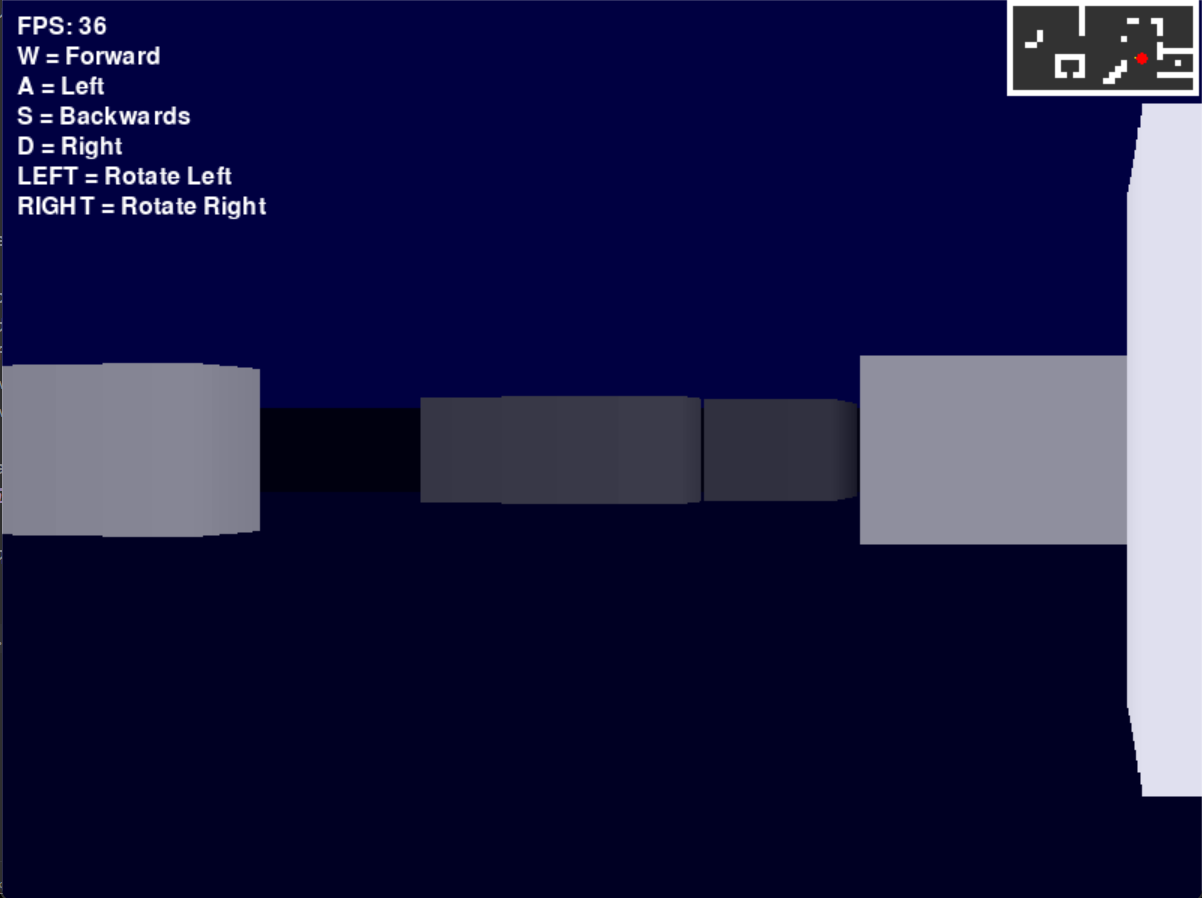 FPS: 36
W = Forward
A = Left
S = Backwards
D = Right
LEFT = Rotate Left
RIGHT = Rotate Right